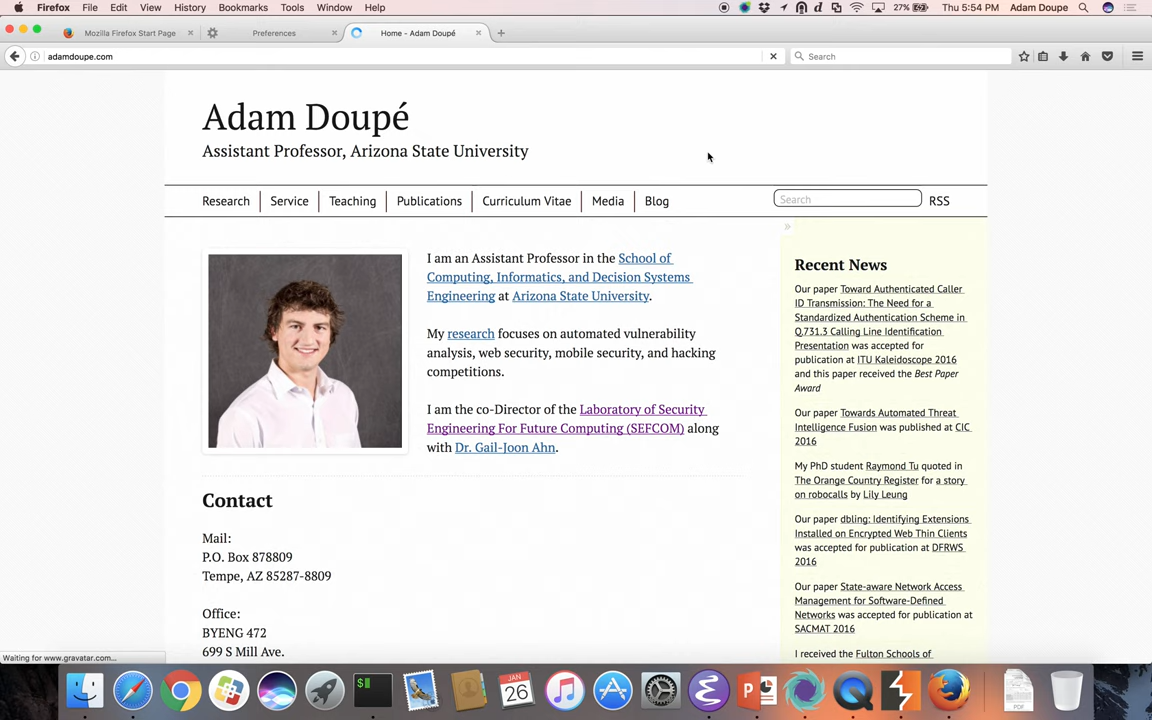 Firefox File Edit View History Bookmarks Tools Window Help 27% Thu 5:54 PM Adam Doupe
Mozilla Firefox Start Page Preferences Home - Adam Doupé
adamdoupe.com Search
Adam Doupé
Assistant Professor, Arizona State University
Research Service Teaching Publications Curriculum Vitae Media Blog Search RSS
»
I am an Assistant Professor in the School of
Computing, Informatics, and Decision Systems
Engineering at Arizona State University.
My research focuses on automated vulnerability
analysis, web security, mobile security, and hacking
competitions.
I am the co-Director of the Laboratory of Security
Engineering For Future Computing (SEFCOM) along
with Dr. Gail-Joon Ahn.
Contact
Mail:
P.O. Box 878809
Tempe, AZ 85287-8809
Office:
BYENG 472
699 S Mill Ave.
Recent News
Our paper Toward Authenticated Caller
ID Transmission: The Need for a
Standardized Authentication Scheme in
Q.731.3 Calling Line Identification
Presentation was accepted for
publication at ITU Kaleidoscope 2016
and this paper received the Best Paper
Award
Our paper Towards Automated Threat
Intelligence Fusion was published at CIC
2016
My PhD student Raymond Tu quoted in
The Orange Country Register for a story
on robocalls by Lily Leung
Our paper dbling: Identifying Extensions
Installed on Encrypted Web Thin Clients
was accepted for publication at DFRWS
2016
Our paper State-aware Network Access
Management for Software-Defined
Networks was accepted for publication at
SACMAT 2016
I received the Fulton Schools of
Waiting for www.gravatar.com...
JAN
26
PDF